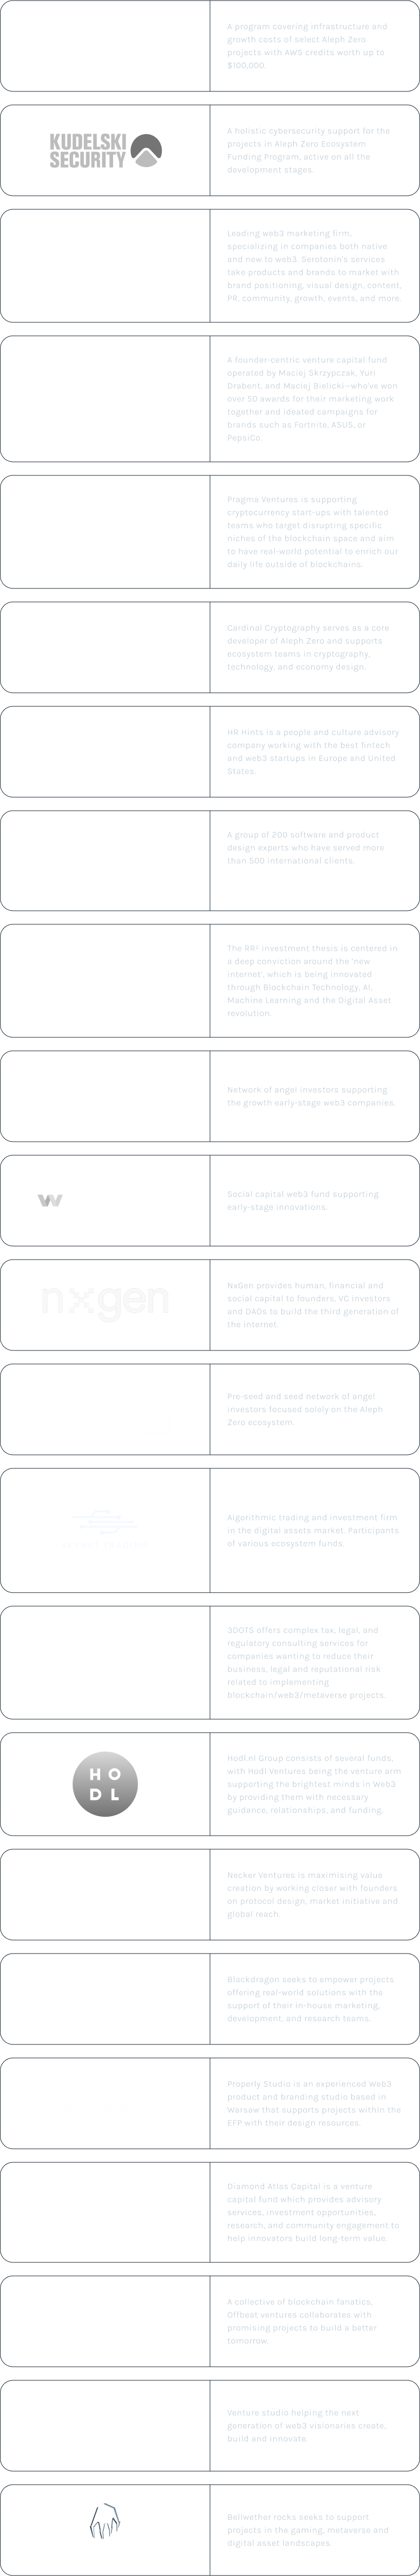 A program covering infrastructure and
growth costs of select Aleph Zero
projects with AWS credits worth up to
$100,000.
KUDELSKI
SECURITY
A holistic cybersecurity support for the
projects in Aleph Zero Ecosystem
Funding Program, active on all the
development stages.
Leading web3 marketing firm,
specializing in companies both native
and new to web3. Serotonin's services
take products and brands to market with
brand positioning, visual design, content,
PR, community, growth, events, and more.
A founder-centric venture capital fund
operated by Maciej Skrzypczak, Yuri
Drabent, and Maciej Bielicki—who've won
over 50 awards for their marketing work
together and ideated campaigns for
brands such as Fortnite, ASUS, or
PepsiCo.
Pragma Ventures is supporting
cryptocurrency start-ups with talented
teams who target disrupting specific
niches of the blockchain space and aim
to have real-world potential to enrich our
daily life outside of blockchains.
Cardinal Cryptography serves as a core
developer of Aleph Zero and supports
ecosystem teams in cryptography,
technology, and economy design.
HR Hints is a people and culture advisory
company working with the best fintech
and web3 startups in Europe and United
States.
A group of 200 software and product
design experts who have served more
than 500 international clients.
The RR² investment thesis is centered in
a deep conviction around the 'new
internet', which is being innovated
through Blockchain Technology, AI,
Machine Learning and the Digital Asset
revolution.
Network of angel investors supporting
the growth early-stage web3 companies.
Social capital web3 fund supporting
early-stage innovations.
nxgen
NxGen provides human, financial and
social capital to founders, VC investors
and DAOs to build the third generation of
the internet.
Pre-seed and seed network of angel
investors focused solely on the Aleph
Zero ecosystem.
Algorithmic trading and investment firm
in the digital assets market. Participants
of various ecosystem funds.
3DOTS offers complex tax, legal, and
regulatory consulting services for
companies wanting to reduce their
business, legal and reputational risk
related to implementing
blockchain/web3/metaverse projects.
HO
DL
Hodl.nl Group consists of several funds,
with Hodl Ventures being the venture arm
supporting the brightest minds in Web3
by providing them with necessary
guidance, relationships, and funding.
Necker Ventures is maximising value
creation by working closer with founders
on protocol design, market initiative and
global reach.
Blackdragon seeks to empower projects
offering real-world solutions with the
support of their in-house marketing,
development, and research teams.
Properly Studio is an experienced Web3
product and branding studio based in
Warsaw that supports projects within the
EFP with their design resources.
Diamond Atlas Capital is a venture
capital fund which provides advisory
services, investment opportunities,
research, and community engagement to
help innovators build long-term value.
A collective of blockchain fanatics,
Offbeat ventures collaborates with
promising projects to build a better
tomorrow.
Venture studio helping the next
generation of web3 visionaries create,
build and innovate.
Bellwether rocks seeks to support
projects in the gaming, metaverse and
digital asset landscapes.